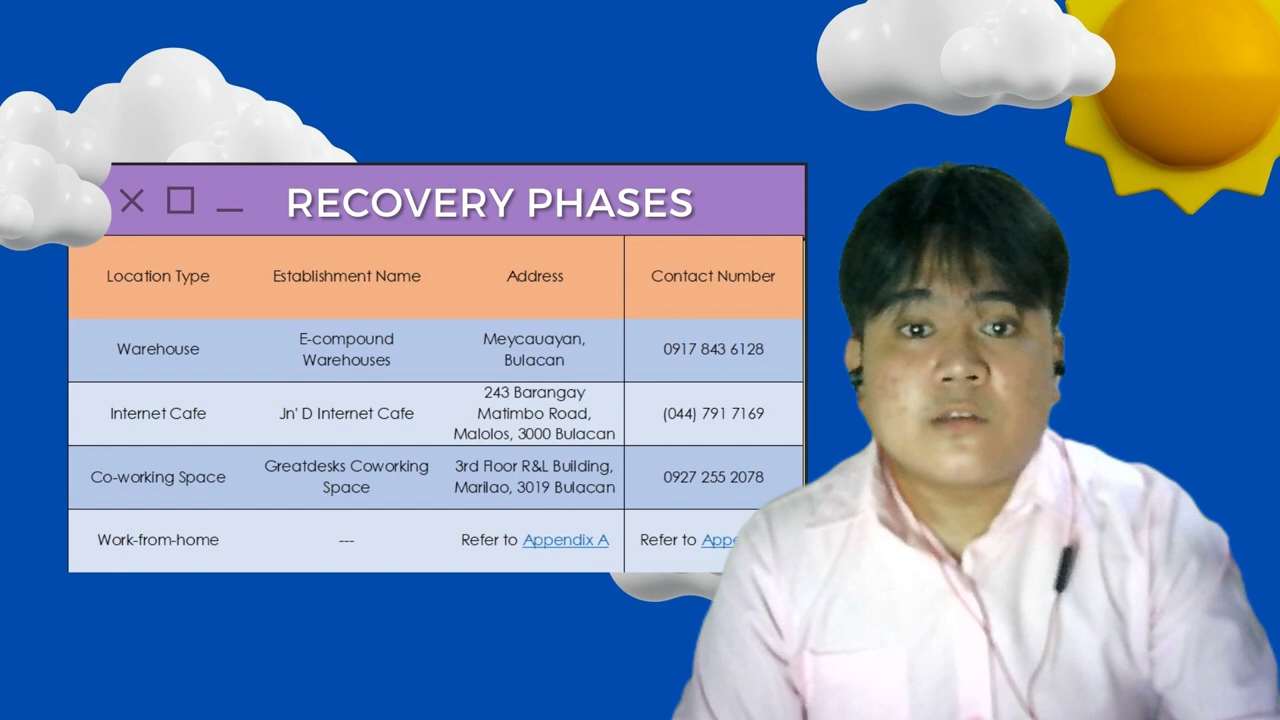 RECOVERY PHASES
Location Type Establishment Name Address Contact Number
Warehouse
E-compound
Warehouses
Meycauayan,
Bulacan
0917 843 6128
Internet Cafe
Jn' D Internet Cafe
243 Barangay
Matimbo Road,
Malolos, 3000 Bulacan
(044) 791 7169
Co-working Space
Greatdesks Coworking
Space
3rd Floor R&L Building,
Marilao, 3019 Bulacan
0927 255 2078
Work-from-home
---
Refer to Appendix A
Refer to